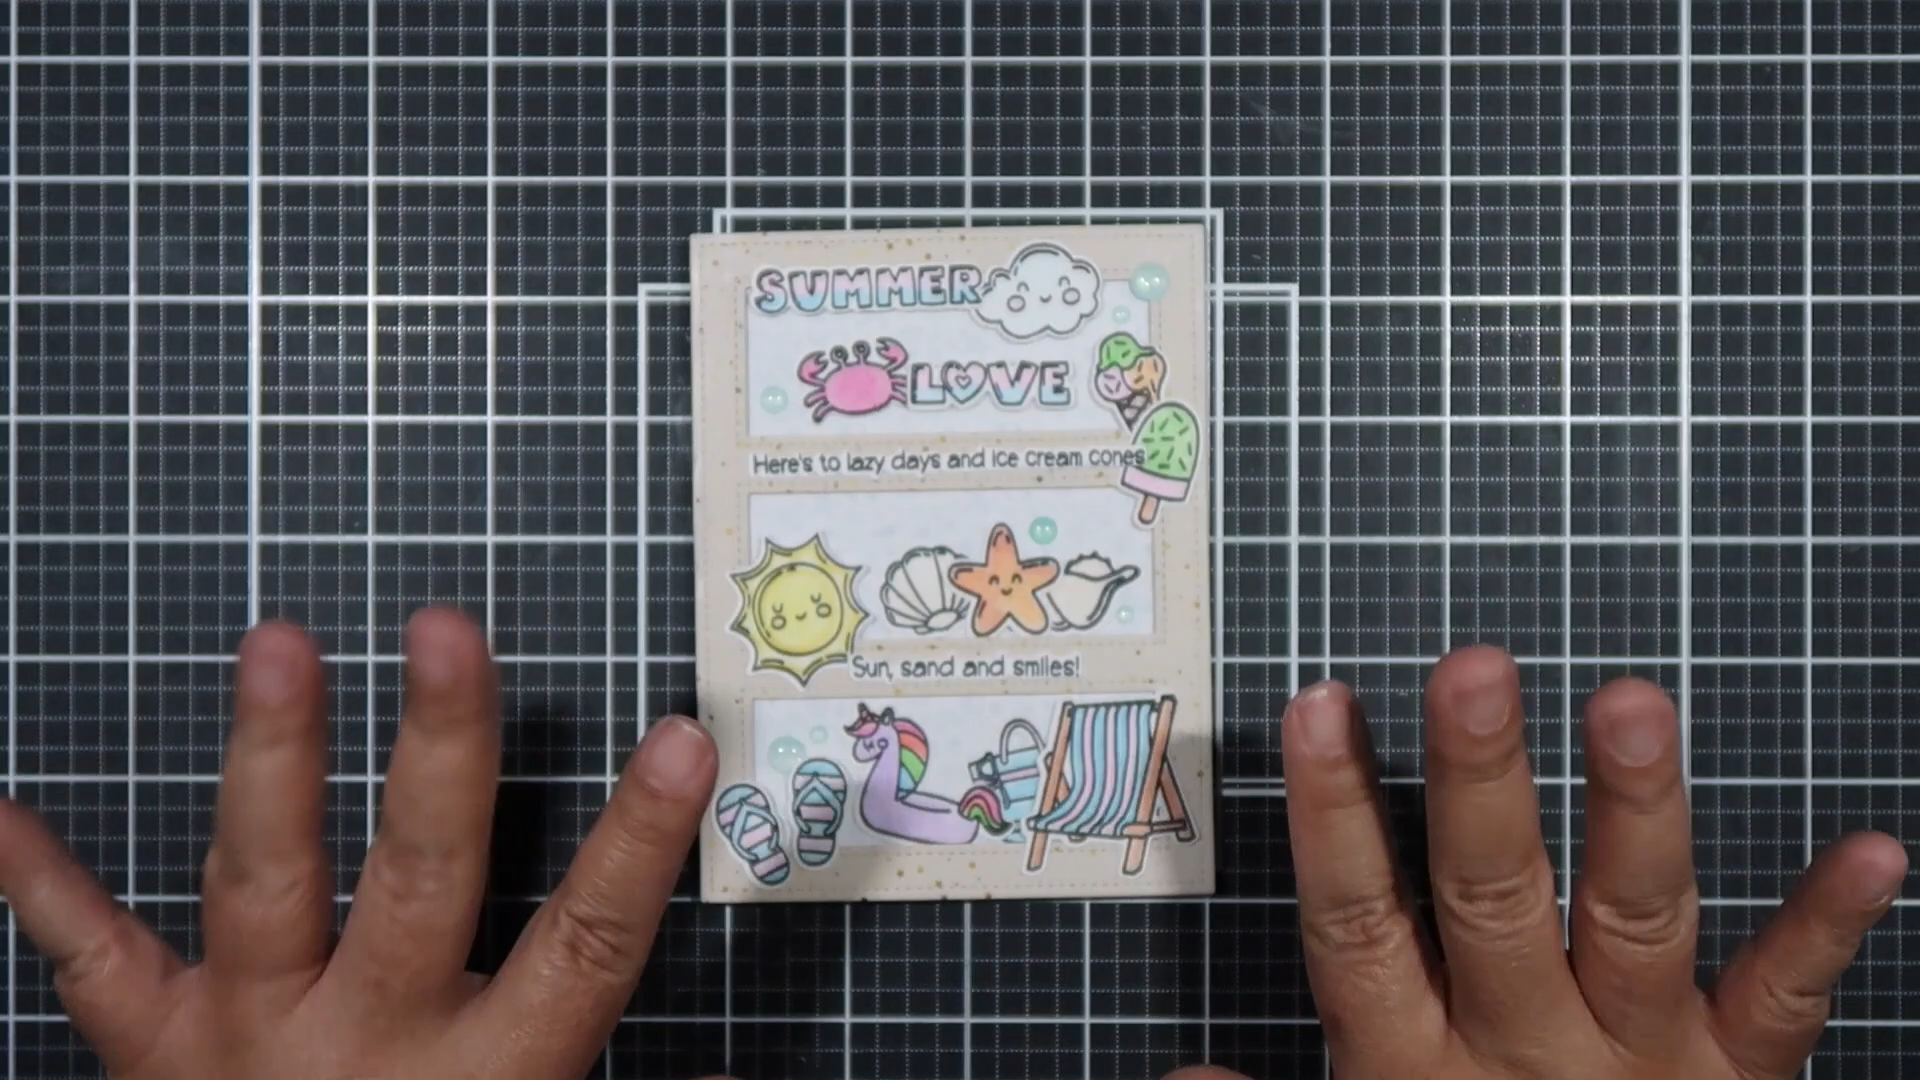 SUMMER
LOVE
Here's to lazy days and ice cream cones
Sun, sand and smiles!